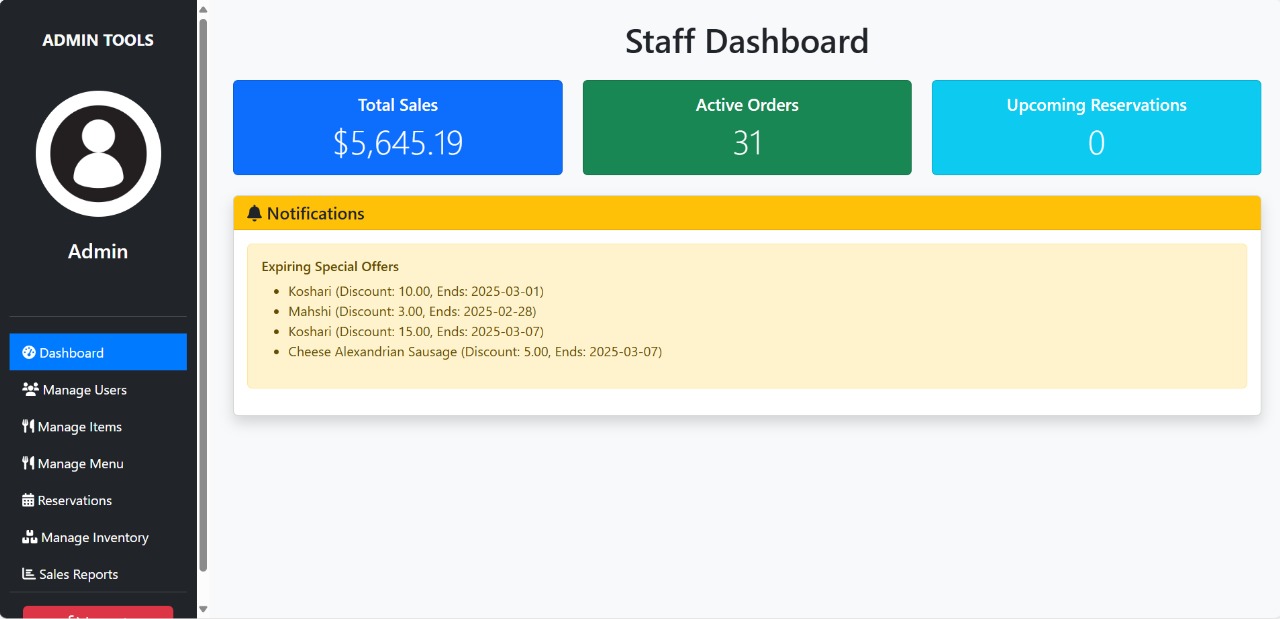 ADMIN TOOLS
Admin
Dashboard
Manage Users
Manage Items
Manage Menu
Reservations
Manage Inventory
Sales Reports
Staff Dashboard
Total Sales
$5,645.19
Active Orders
31
Upcoming Reservations
0
Notifications
Expiring Special Offers
Koshari (Discount: 10.00, Ends: 2025-03-01)
Mahshi (Discount: 3.00, Ends: 2025-02-28)
Koshari (Discount: 15.00, Ends: 2025-03-07)
Cheese Alexandrian Sausage (Discount: 5.00, Ends: 2025-03-07)